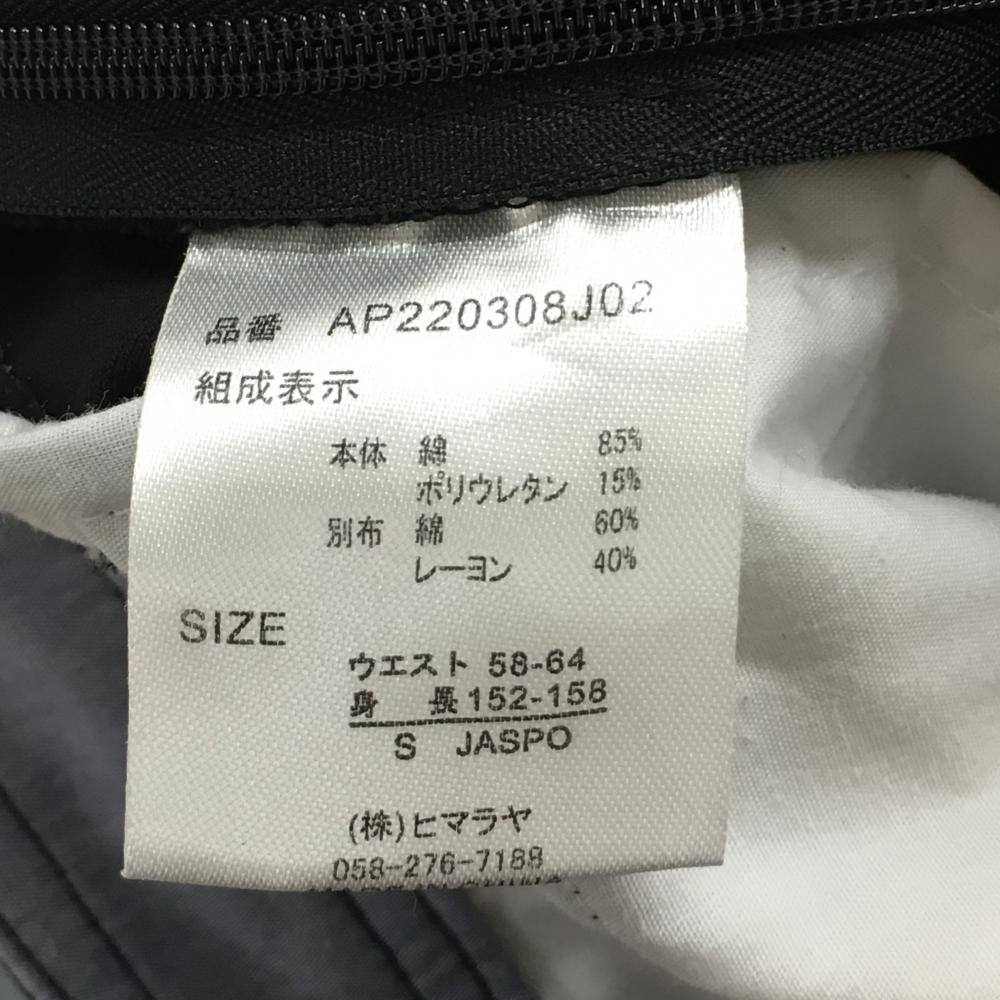 品番 AP220308J02
組成表示
本体 綿 85%
ポリウレタン 15%
別布 綿 60%
レーヨン 40%
SIZE
ウエスト 58-64
身 長 152-158
S JASPO
(株)ヒマラヤ
058-276-7188